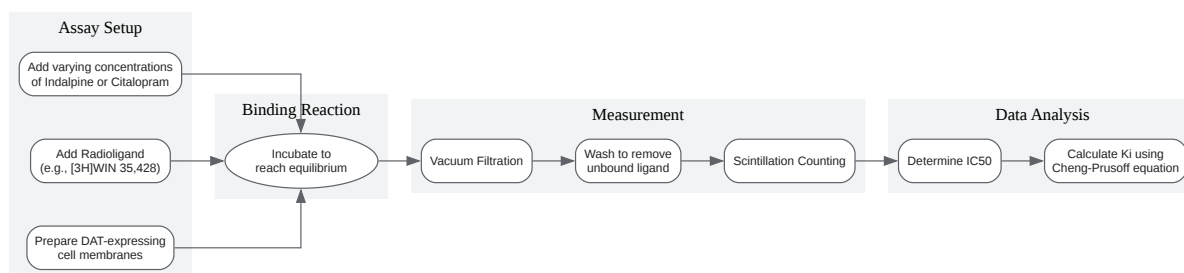 Assay Setup
Add varying concentrations
of Indalpine or Citalopram
Add Radioligand
(e.g., [3H]WIN 35,428)
Prepare DAT-expressing
cell membranes
Binding Reaction
Incubate to
reach equilibrium
Measurement
Vacuum Filtration
Wash to remove
unbound ligand
Scintillation Counting
Data Analysis
Determine IC50
Calculate Ki using
Cheng-Prusoff equation